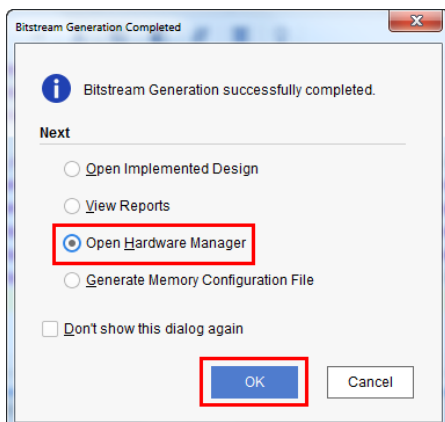 Bitstream Generation Completed
Bitstream Generation successfully completed.
Next
Open Implemented Design
View Reports
Open Hardware Manager
Generate Memory Configuration File
Don't show this dialog again
OK
Cancel